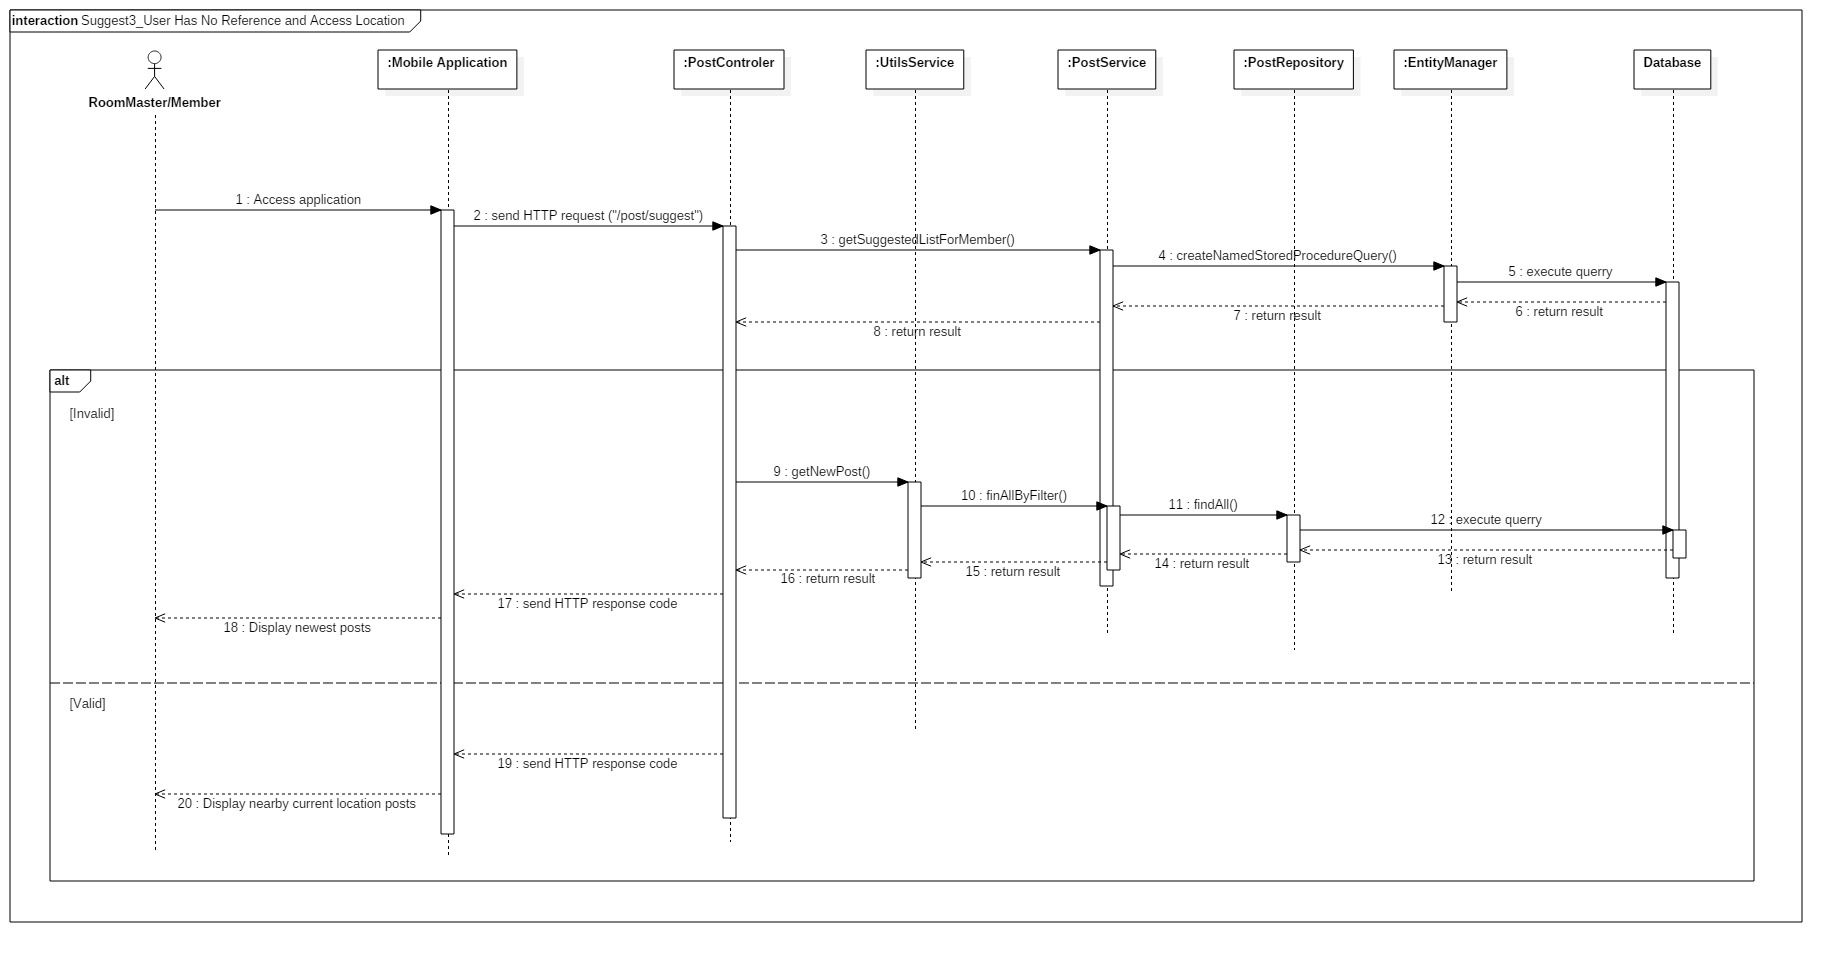 interaction Suggest3_User Has No Reference and Access Location
RoomMaster/Member
:Mobile Application
:PostControler
:UtilsService
:PostService
:PostRepository
:EntityManager
Database
1 : Access application
2 : send HTTP request ("/post/suggest")
3 : getSuggestedListForMember()
4 : createNamedStoredProcedureQuery()
5 : execute querry
6 : return result
7 : return result
8 : return result
alt
[Invalid]
9 : getNewPost()
10 : finAllByFilter()
11 : findAll()
12 : execute querry
13 : return result
14 : return result
15 : return result
16 : return result
17 : send HTTP response code
18 : Display newest posts
[Valid]
19 : send HTTP response code
20 : Display nearby current location posts